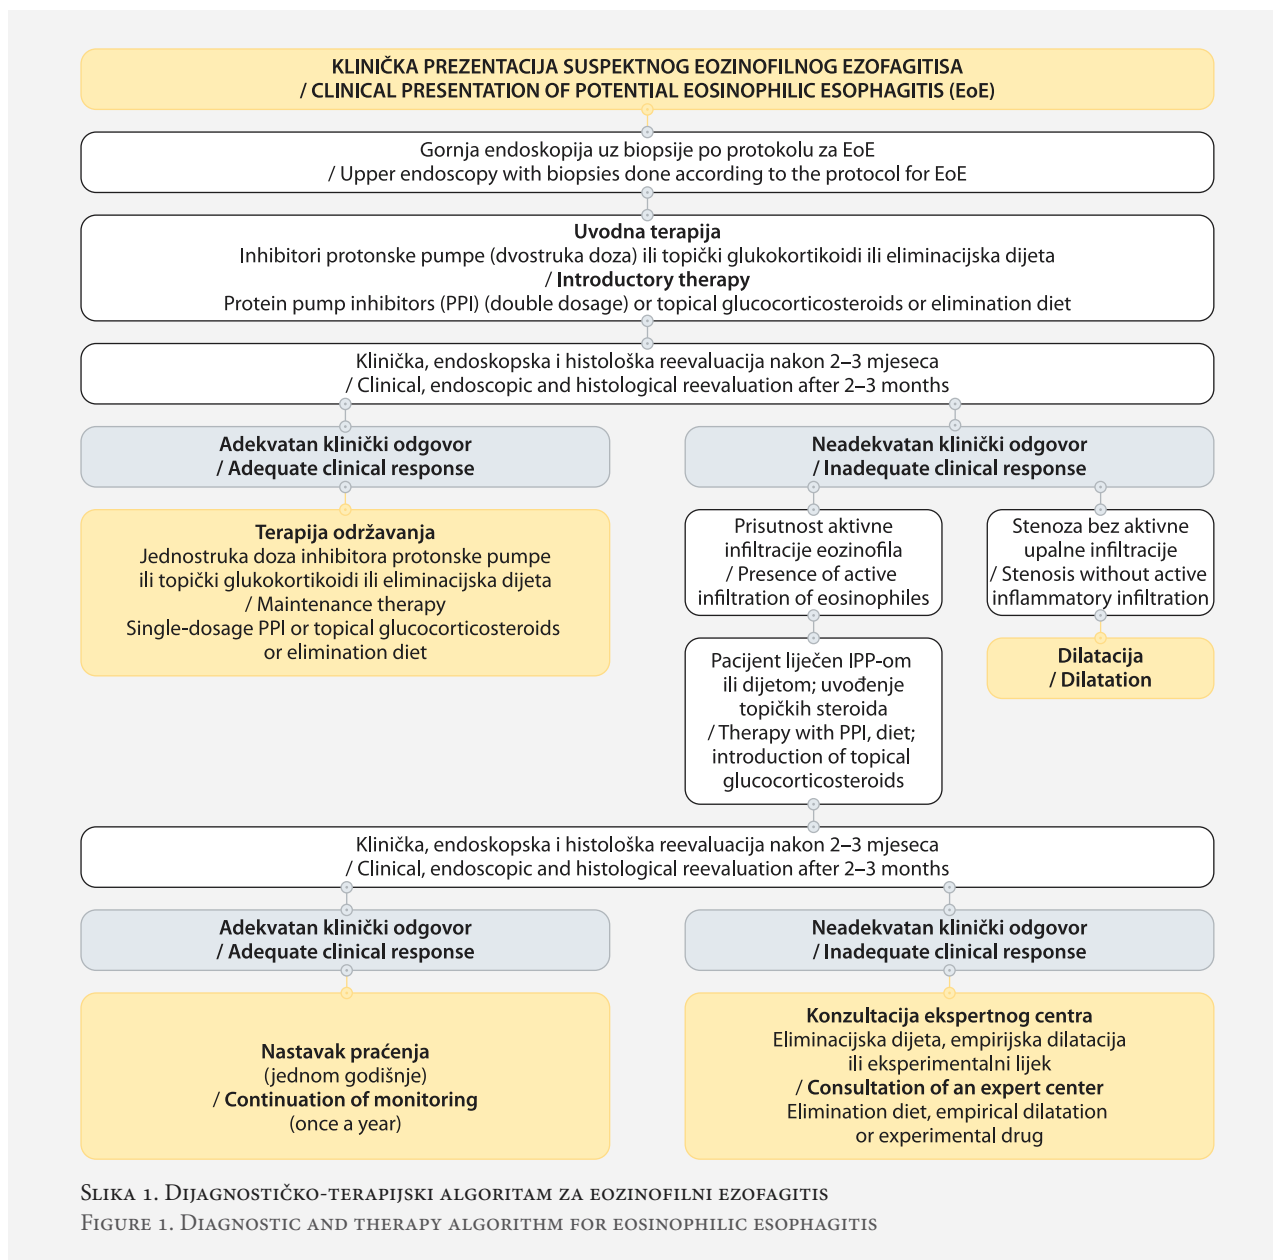 KLINIČKA PREZENTACIJA SUSPEKTNOG EOZINOFILNOG EZOFAGITISA
/ CLINICAL PRESENTATION OF POTENTIAL EOSINOPHILIC ESOPHAGITIS (EoE)
Gornja endoskopija uz biopsije po protokolu za EoE
/ Upper endoscopy with biopsies done according to the protocol for EoE
Uvodna terapija
Inhibitori protonske pumpe (dvostruka doza) ili topički glukokortikoidi ili eliminacijska dijeta
/ Introductory therapy
Protein pump inhibitors (PPI) (double dosage) or topical glucocorticosteroids or elimination diet
Klinička, endoskopska i histološka reevaluacija nakon 2–3 mjeseca
/ Clinical, endoscopic and histological reevaluation after 2–3 months
Adekvatan klinički odgovor
/ Adequate clinical response
Neadekvatan klinički odgovor
/ Inadequate clinical response
Terapija održavanja
Jednostruka doza inhibitora protonske pumpe
ili topički glukokortikoidi ili eliminacijska dijeta
/ Maintenance therapy
Single-dosage PPI or topical glucocorticosteroids
or elimination diet
Prisutnost aktivne
infiltracije eozinofila
/ Presence of active
infiltration of eosinophiles
Stenoza bez aktivne
upalne infiltracije
/ Stenosis without active
inflammatory infiltration
Pacijent liječen IPP-om
ili dijetom; uvođenje
topičkih steroida
/ Therapy with PPI, diet;
introduction of topical
glucocorticosteroids
Dilatacija
/ Dilatation
Klinička, endoskopska i histološka reevaluacija nakon 2–3 mjeseca
/ Clinical, endoscopic and histological reevaluation after 2–3 months
Adekvatan klinički odgovor
/ Adequate clinical response
Neadekvatan klinički odgovor
/ Inadequate clinical response
Nastavak praćenja
(jednom godišnje)
/ Continuation of monitoring
(once a year)
Konzultacija ekspertnog centra
Eliminacijska dijeta, empirijska dilatacija
ili eksperimentalni lijek
/ Consultation of an expert center
Elimination diet, empirical dilatation
or experimental drug
Slika 1. Dijagnostičko-terapijski algoritam za eozinofilni ezofagitis
Figure 1. Diagnostic and therapy algorithm for eosinophilic esophagitis